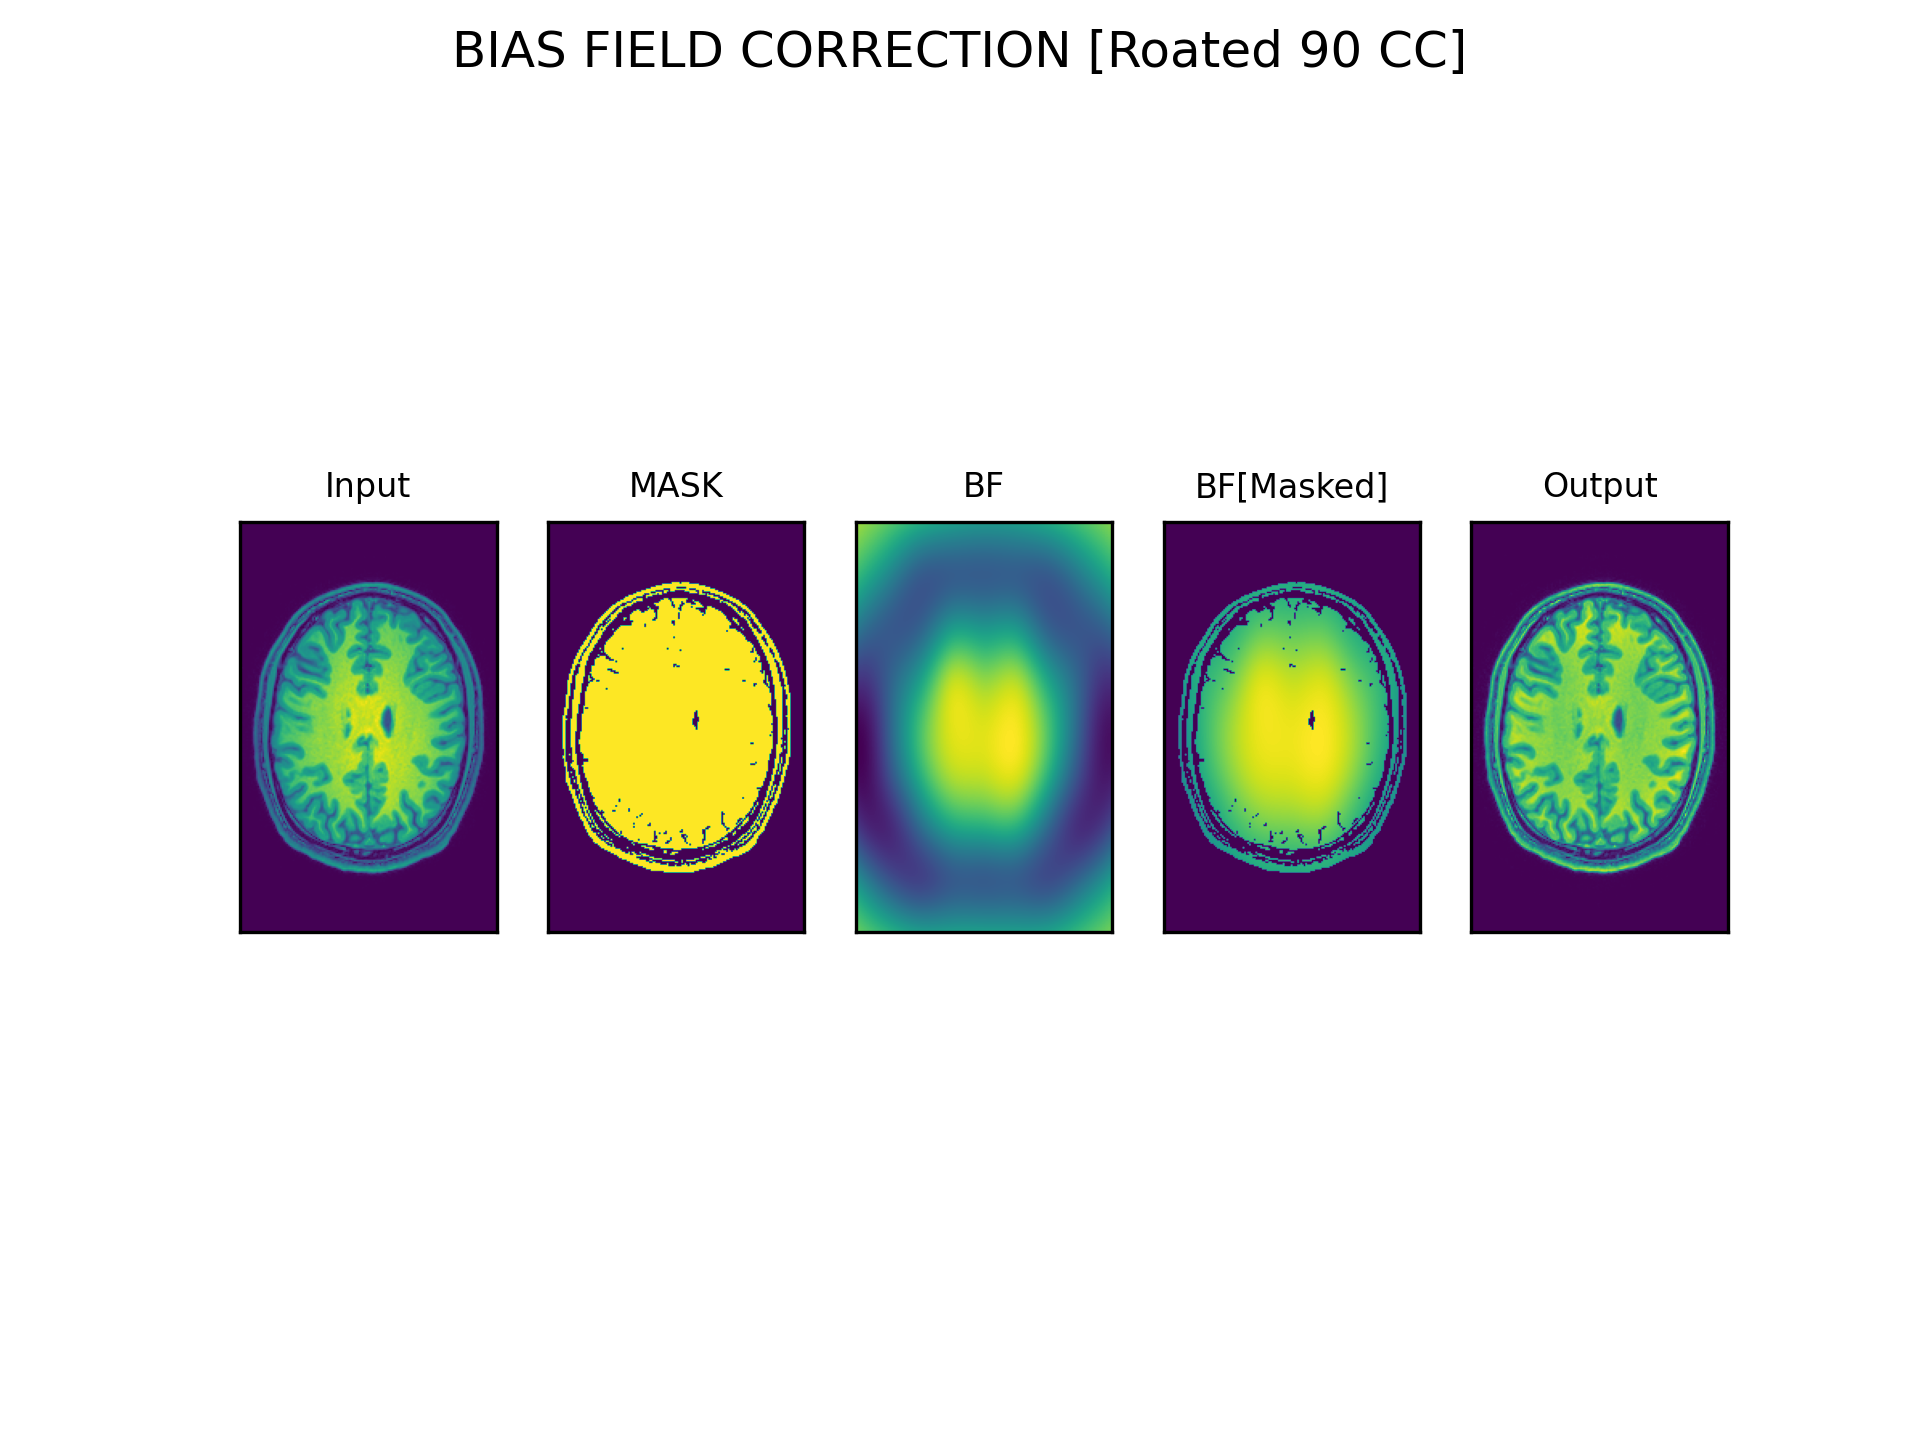 BIAS FIELD CORRECTION [Roated 90 CC]
Input
MASK
BF
BF[Masked]
Output